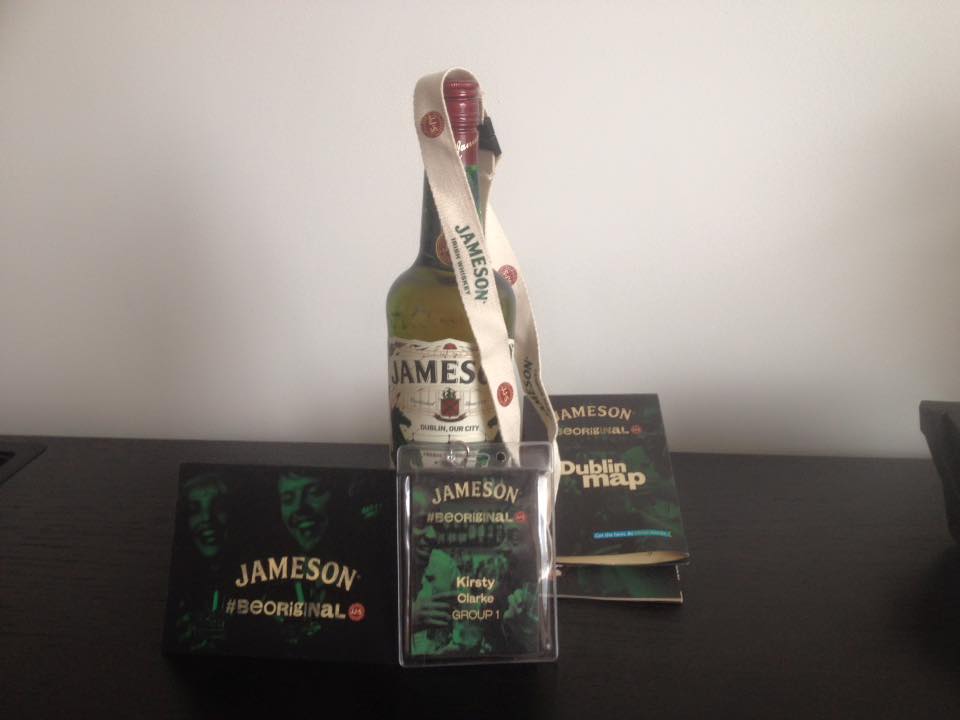 JAMESON
IRISH WHISKEY
JAMES
DUBLIN, OUR CITY
JAMESON
JAMESON
#BEORIGINAL
Dublin
map
JAMESON
#BEORIGINAL
Kirsty
Clarke
GROUP 1
JAMESON
#BEORIGINAL